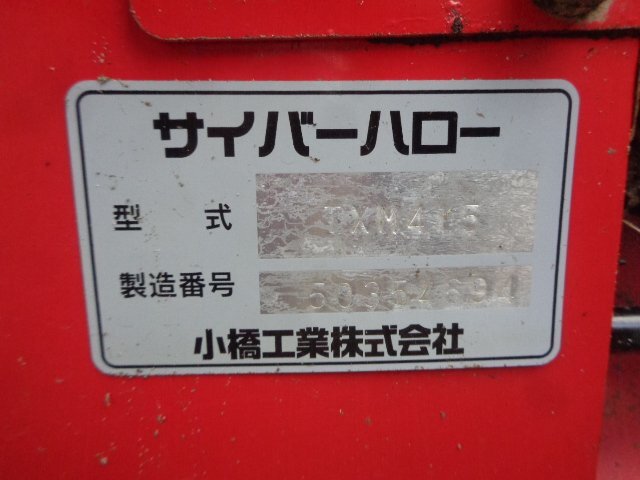 サイバーハロー
型式 TXM415
製造番号
小橋工業株式会社